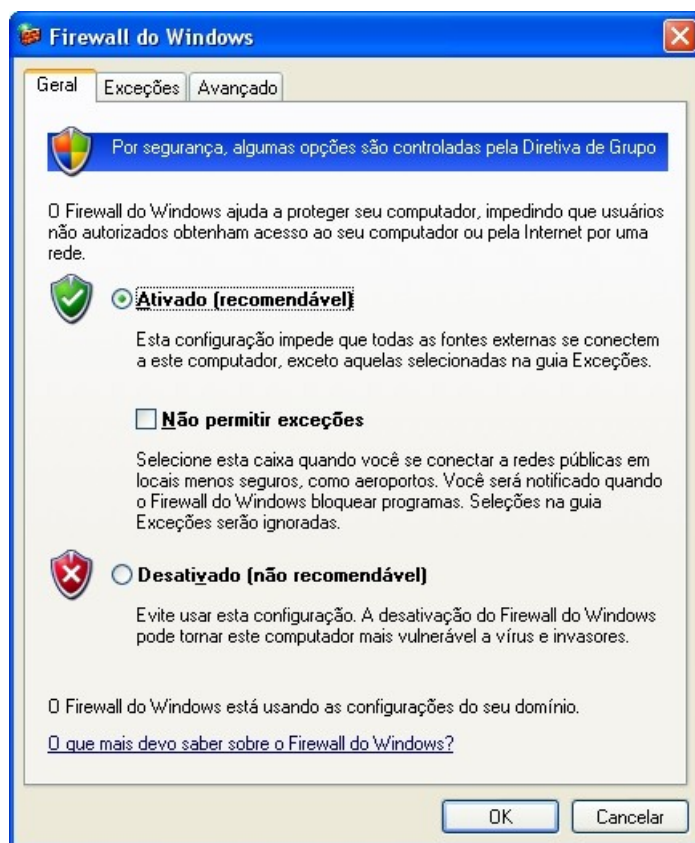 Firewall do Windows
Geral
Exceções
Avançado
Por segurança, algumas opções são controladas pela Diretiva de Grupo
O Firewall do Windows ajuda a proteger seu computador, impedindo que usuários
não autorizados obtenham acesso ao seu computador ou pela Internet por uma
rede.
Ativado (recomendável)
Esta configuração impede que todas as fontes externas se conectem
a este computador, exceto aquelas selecionadas na guia Exceções.
Não permitir exceções
Selecione esta caixa quando você se conectar a redes públicas em
locais menos seguros, como aeroportos. Você será notificado quando
o Firewall do Windows bloquear programas. Seleções na guia
Exceções serão ignoradas.
Desativado (não recomendável)
Evite usar esta configuração. A desativação do Firewall do Windows
pode tornar este computador mais vulnerável a vírus e invasores.
O Firewall do Windows está usando as configurações do seu domínio.
O que mais devo saber sobre o Firewall do Windows?
OK
Cancelar